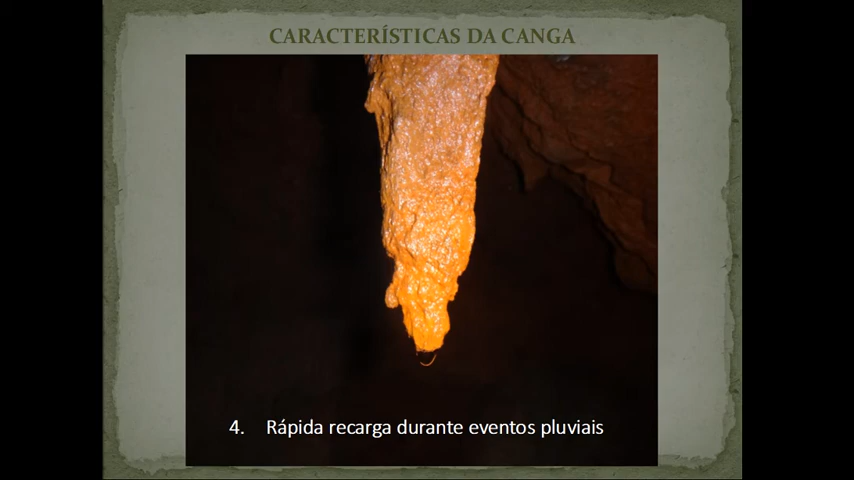 CARACTERÍSTICAS DA CANGA
4. Rápida recarga durante eventos pluviais